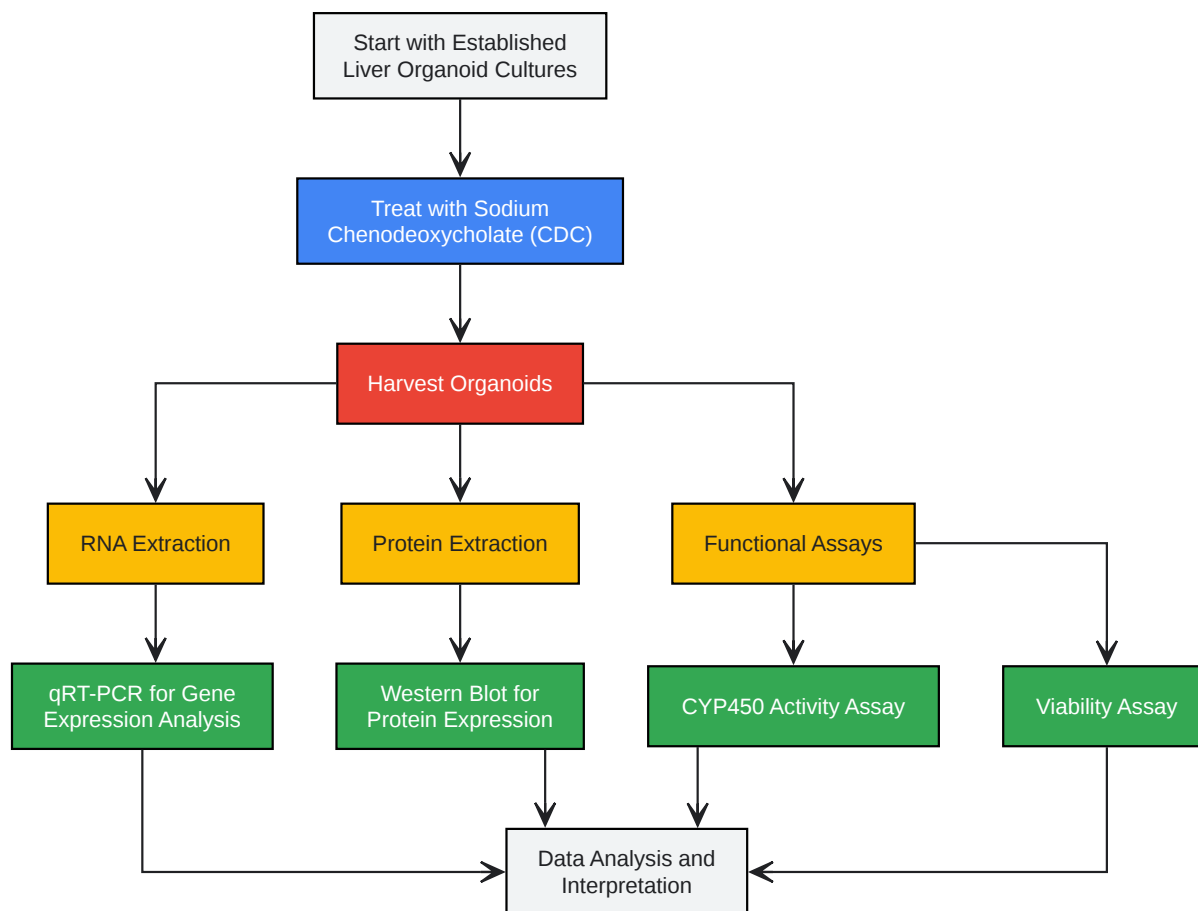 Start with Established
Liver Organoid Cultures
Treat with Sodium
Chenodeoxycholate (CDC)
Harvest Organoids
RNA Extraction
Protein Extraction
Functional Assays
qRT-PCR for Gene
Expression Analysis
Western Blot for
Protein Expression
CYP450 Activity Assay
Viability Assay
Data Analysis and
Interpretation